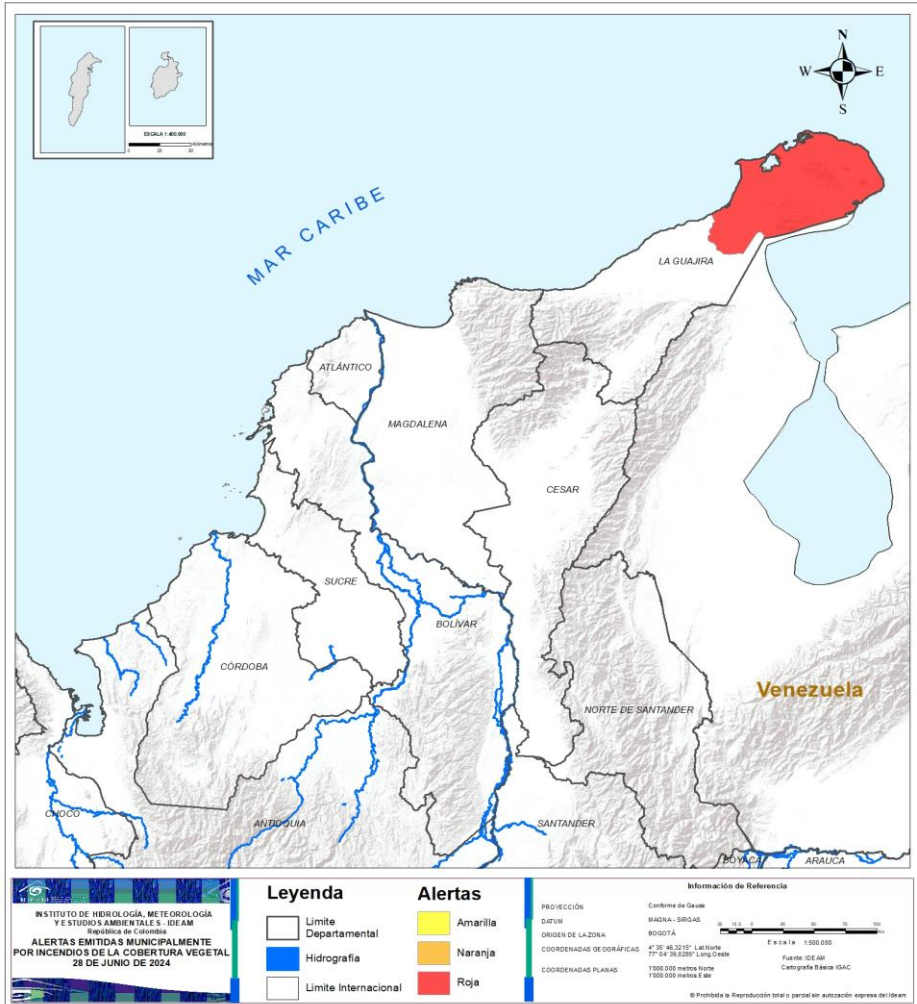 ESCALA 1:400.000
N
W
E
S
MAR CARIBE
LA GUAJIRA
ATLÁNTICO
MAGDALENA
CESAR
SUCRE
BOLÍVAR
CÓRDOBA
NORTE DE SANTANDER
Venezuela
CHOCO
ANTIOQUIA
SANTANDER
BOYACÁ
ARAUCA
IDEAM
INSTITUTO DE HIDROLOGÍA, METEOROLOGÍA
Y ESTUDIOS AMBIENTALES - IDEAM
República de Colombia
ALERTAS EMITIDAS MUNICIPALMENTE
POR INCENDIOS DE LA COBERTURA VEGETAL
28 DE JUNIO DE 2024
Leyenda
Limite
Departamental
Hidrografía
Limite Internacional
Alertas
Amarilla
Naranja
Roja
Información de Referencia
PROYECCIÓN Conforme de Gauss
DATUM MAGNA - SIRGAS
ORIGEN DE LA ZONA BOGOTÁ
COORDENADAS GEOGRÁFICAS 4° 35' 46,3215" Lat.Norte
77° 04' 39,0285" Long.Oeste
COORDENADAS PLANAS 1'000.000 metros Norte
1'000.000 metros Este
Escala 1:500.000
Fuente: IDEAM
Cartografía Básica IGAC
® Prohibida la Reproducción total o parcial sin autozación expresa del Ideam